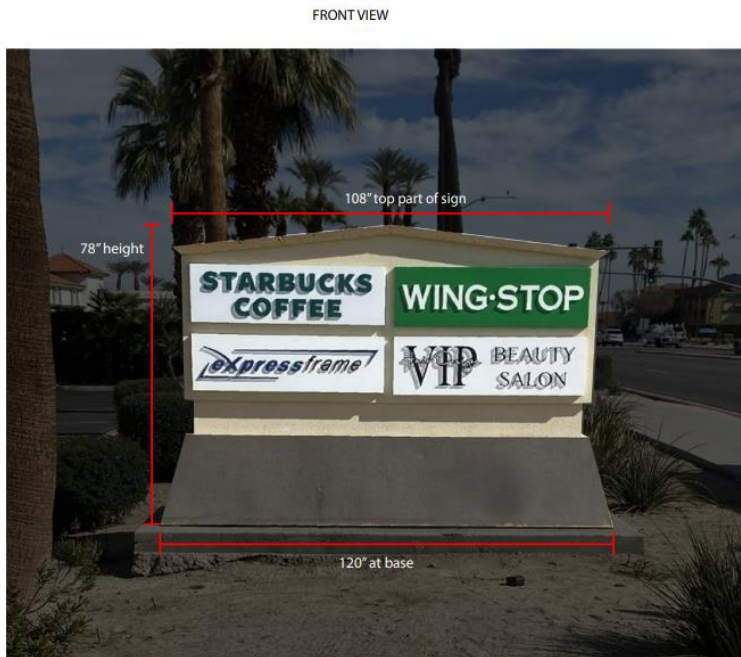 FRONT VIEW
108" top part of sign
78" height
STARBUCKS
COFFEE
WING·STOP
expressframe
VIP
BEAUTY
SALON
120" at base